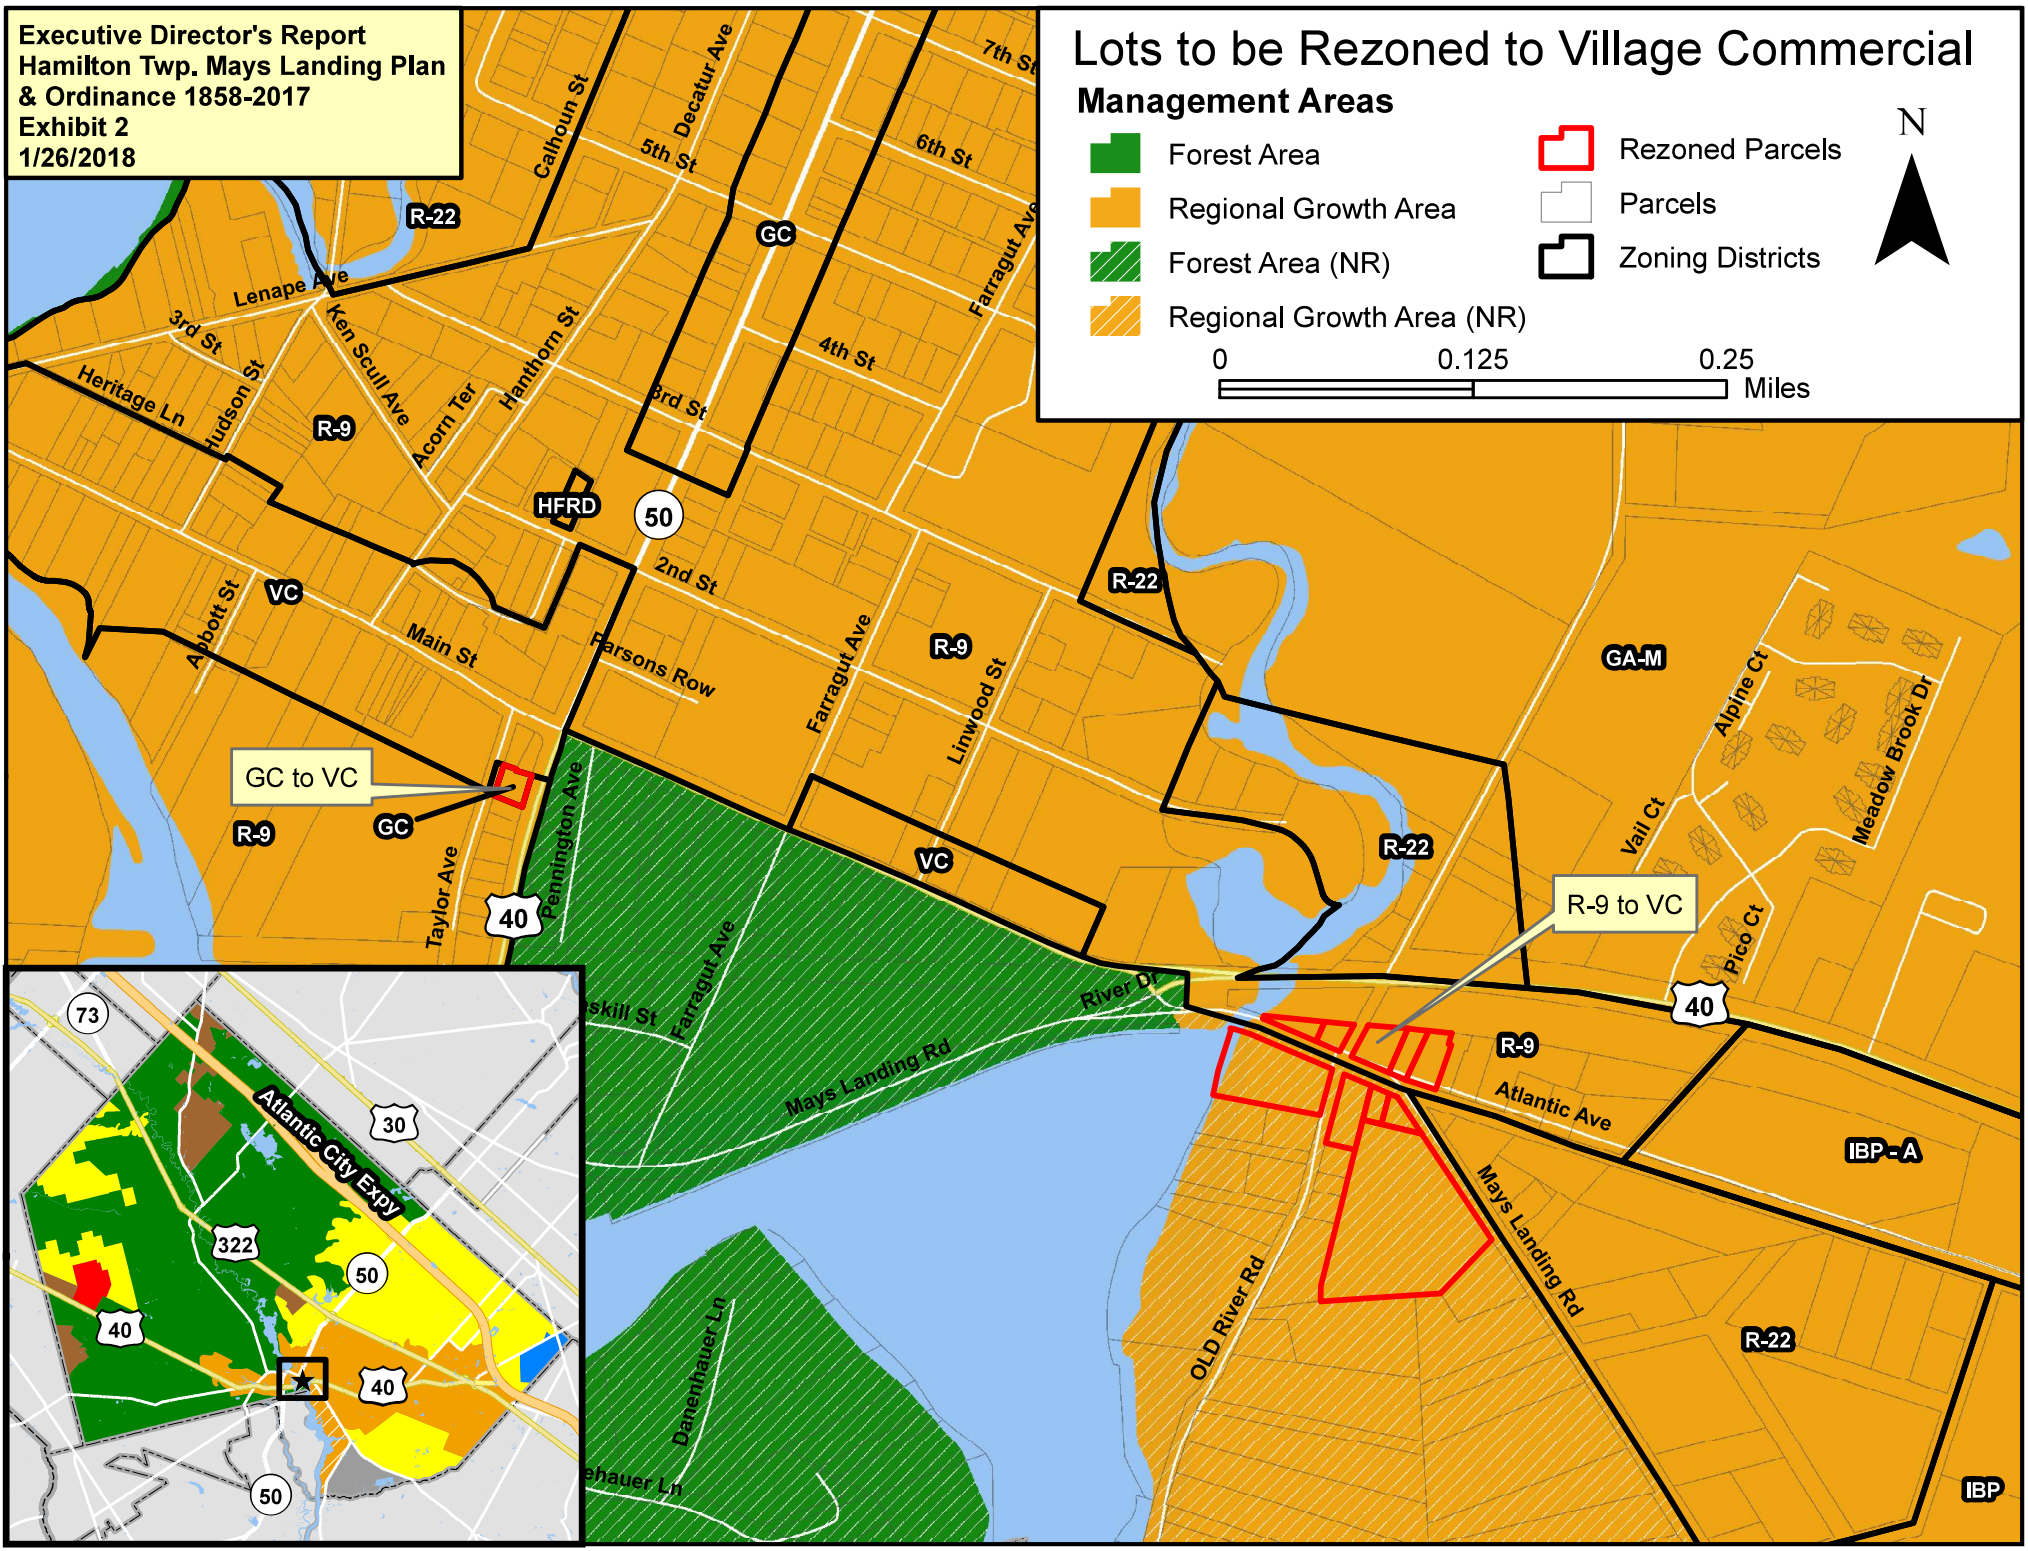 Executive Director's Report
Hamilton Twp. Mays Landing Plan
& Ordinance 1858-2017
Exhibit 2
1/26/2018
Lots to be Rezoned to Village Commercial
Management Areas
Forest Area
Regional Growth Area
Forest Area (NR)
Regional Growth Area (NR)
Rezoned Parcels
Parcels
Zoning Districts
N
0 0.125 0.25
Miles
7th St
6th St
5th St
4th St
3rd St
2nd St
Calhoun St
Decatur Ave
Farragut Ave
R-22
GC
Lenape Ave
3rd St
Ken Scull Ave
Hanthorn St
Heritage Ln
Hudson St
Acorn Ter
R-9
HFRD
50
VC
Abbott St
Main St
Parsons Row
Farragut Ave
Linwood St
R-9
R-22
GA-M
Alpine Ct
Meadow Brook Dr
Vail Ct
Pico Ct
GC to VC
GC
R-9
Taylor Ave
40
Pennington Ave
VC
R-22
R-9 to VC
40
Farragut Ave
River Dr
Mays Landing Rd
R-9
Atlantic Ave
IBP - A
Mays Landing Rd
OLD River Rd
R-22
IBP
Danenhauer Ln
73
30
Atlantic City Expy
322
50
40
40
50